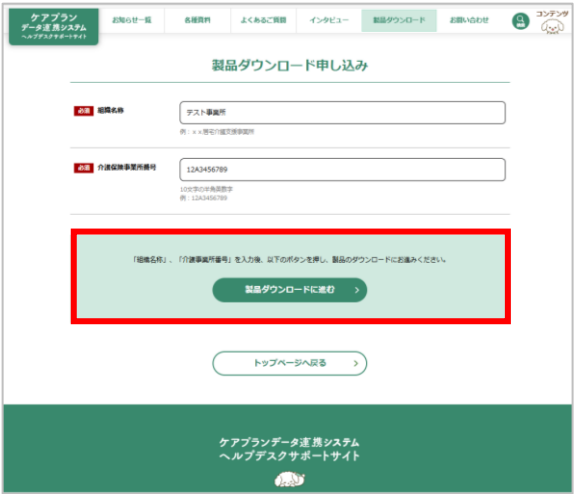 ケアプラン
データ連携システム
ヘルプデスクサポートサイト
お知らせ一覧
各種資料
よくあるご質問
インタビュー
製品ダウンロード
お問い合わせ
コンテンツ
製品ダウンロード申し込み
必須 組織名称
テスト事業所
例：××居宅介護支援事業所
必須 介護保険事業所番号
12A3456789
10文字の半角英数字
例：12A3456789
「組織名称」、「介護事業所番号」を入力後、以下のボタンを押し、製品のダウンロードにお進みください。
製品ダウンロードに進む
トップページへ戻る
ケアプランデータ連携システム
ヘルプデスクサポートサイト